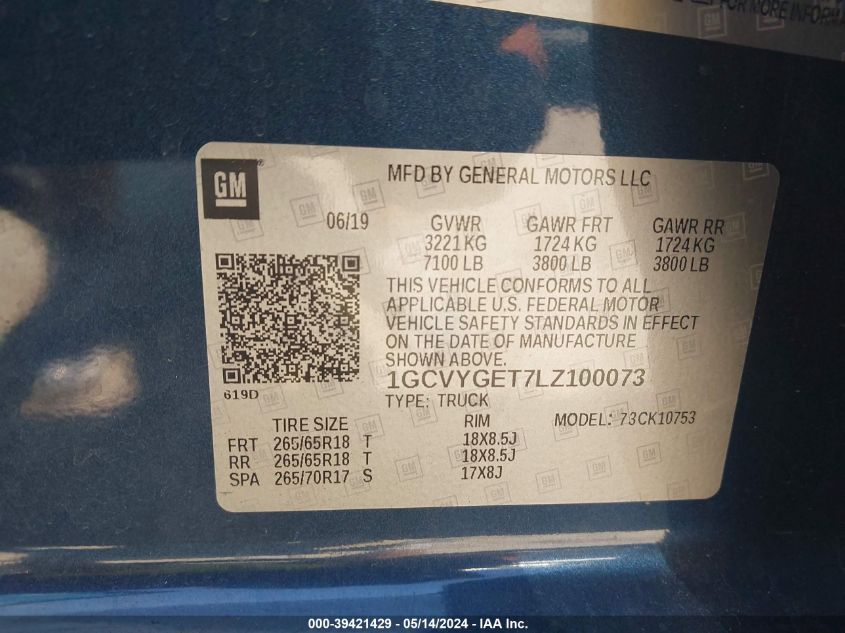 FOR MORE INFORMA
GM
MFD BY GENERAL MOTORS LLC
06/19 GVWR GAWR FRT GAWR RR
3221 KG 1724 KG 1724 KG
7100 LB 3800 LB 3800 LB
THIS VEHICLE CONFORMS TO ALL
APPLICABLE U.S. FEDERAL MOTOR
VEHICLE SAFETY STANDARDS IN EFFECT
ON THE DATE OF MANUFACTURE
SHOWN ABOVE.
619D
1GCVYGET7LZ100073
TYPE: TRUCK
TIRE SIZE RIM MODEL: 73CK10753
FRT 265/65R18 T 18X8.5J
RR 265/65R18 T 18X8.5J
SPA 265/70R17 S 17X8J
000-39421429 - 05/14/2024 - IAA Inc.